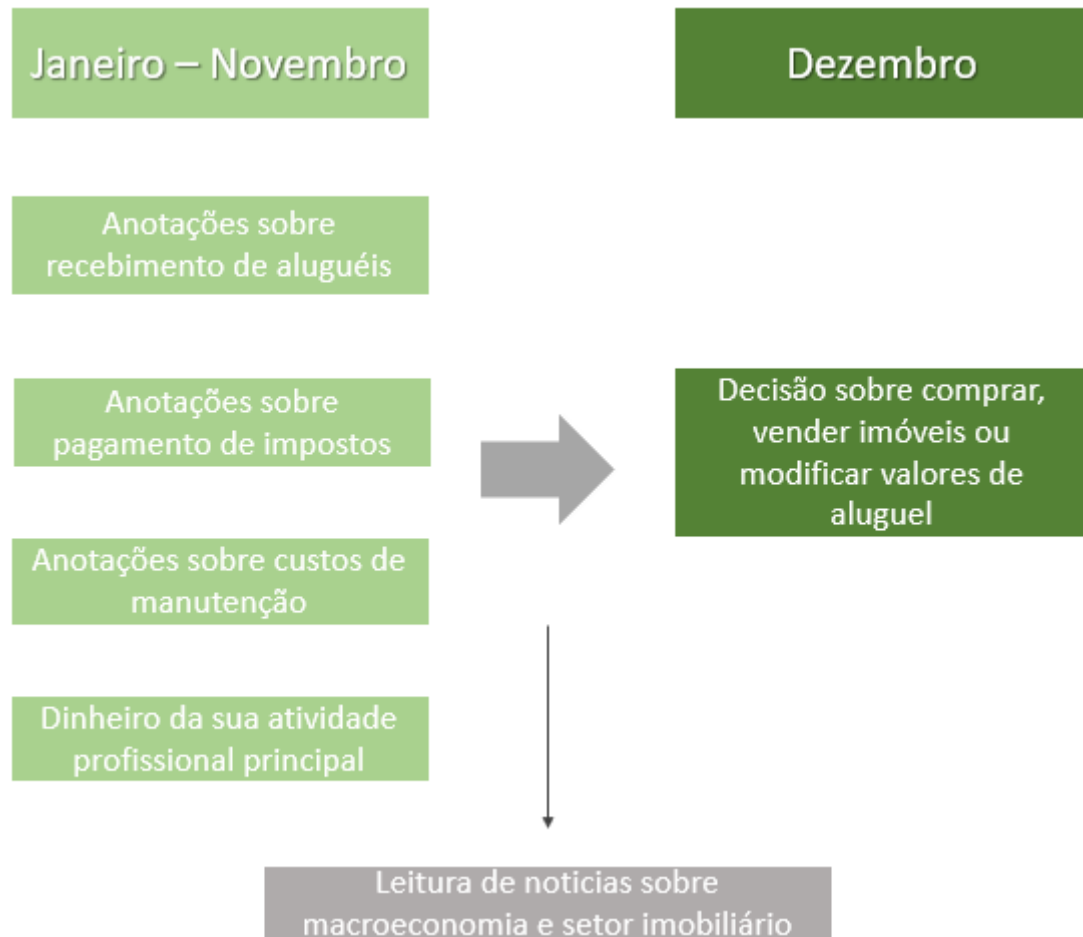 Janeiro – Novembro
Dezembro
Anotações sobre
recebimento de aluguéis
Anotações sobre
pagamento de impostos
Decisão sobre comprar,
vender imóveis ou
modificar valores de
aluguel
Anotações sobre custos de
manutenção
Dinheiro da sua atividade
profissional principal
Leitura de noticias sobre
macroeconomia e setor imobiliário